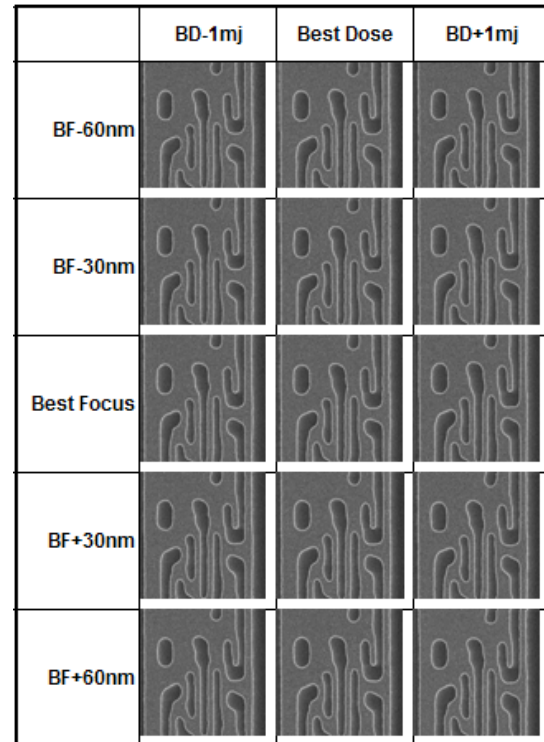 BD-1mj Best Dose BD+1mj
BF-60nm
BF-30nm
Best Focus
BF+30nm
BF+60nm